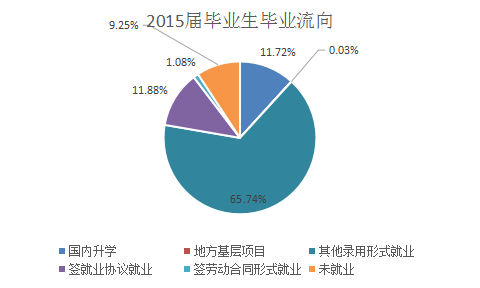 2015届毕业生毕业流向
9.25%
11.72%
0.03%
1.08%
11.88%
65.74%
国内升学 地方基层项目 其他录用形式就业
签就业协议就业 签劳动合同形式就业 未就业